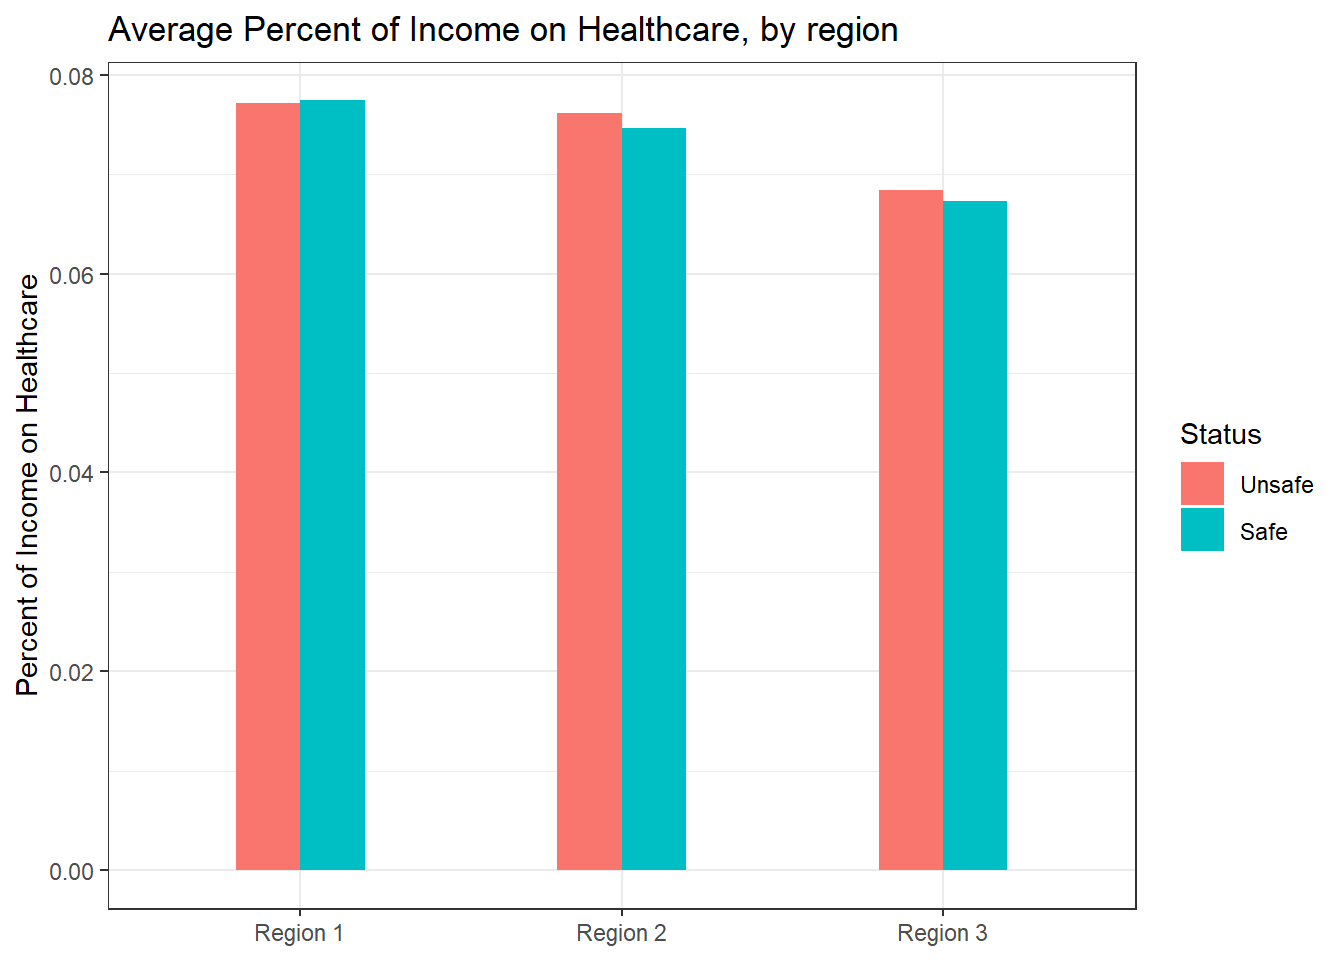 Average Percent of Income on Healthcare, by region
Percent of Income on Healthcare
0.08
0.06
0.04
0.02
0.00
Region 1
Region 2
Region 3
Status
Unsafe
Safe